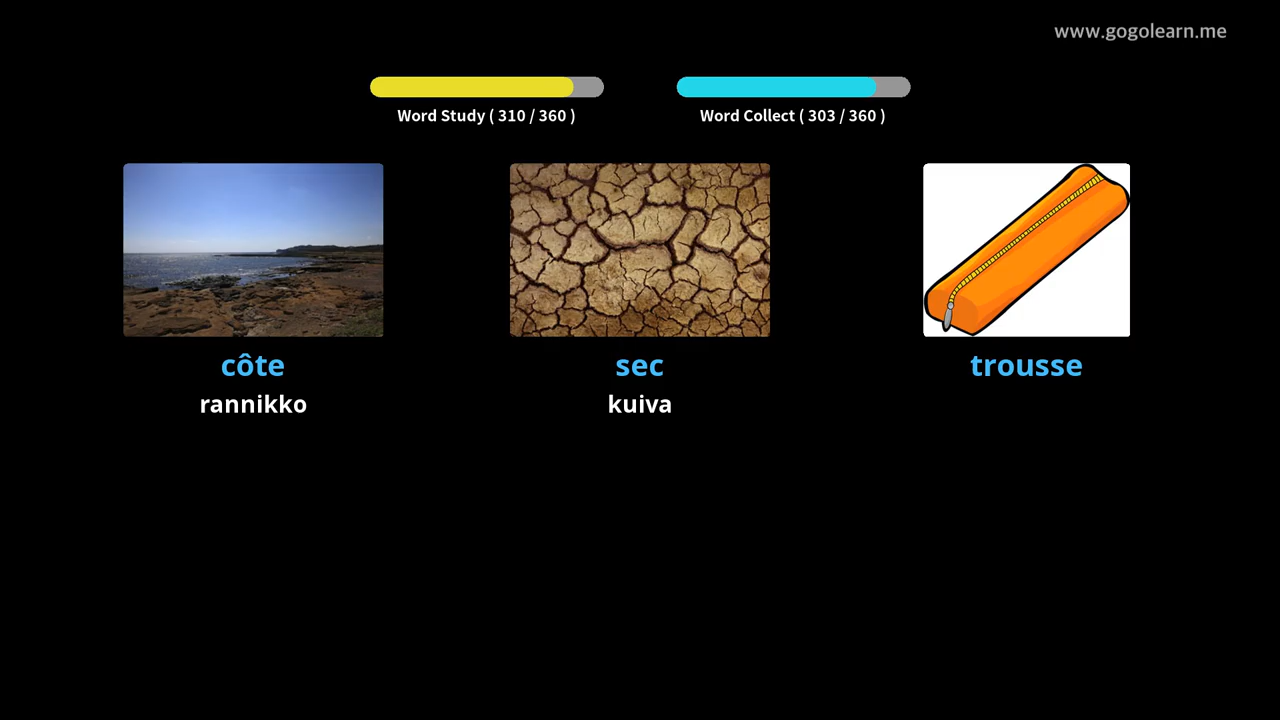 www.gogolearn.me
Word Study ( 310 / 360 )
Word Collect ( 303 / 360 )
côte
sec
trousse
rannikko
kuiva